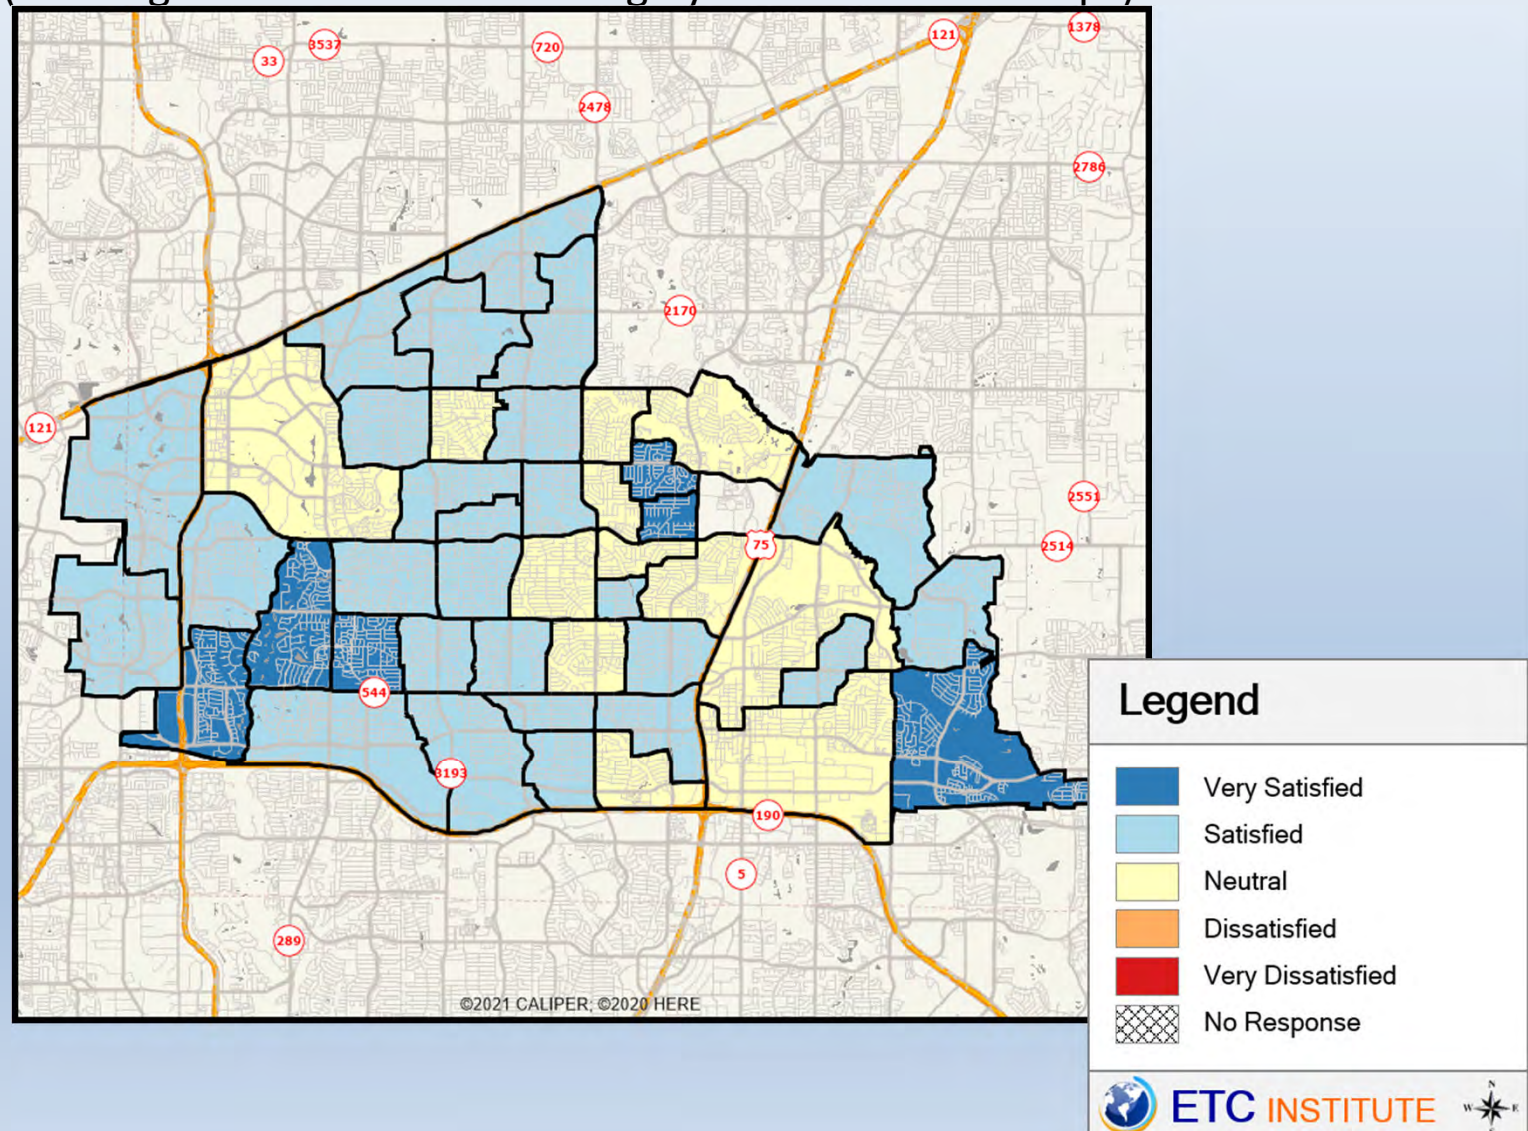 33
3537
720
121
1378
2478
2786
2170
121
2551
75
2514
544
3193
190
5
289
©2021 CALIPER; ©2020 HERE
Legend
Very Satisfied
Satisfied
Neutral
Dissatisfied
Very Dissatisfied
No Response
ETC INSTITUTE
N
W E